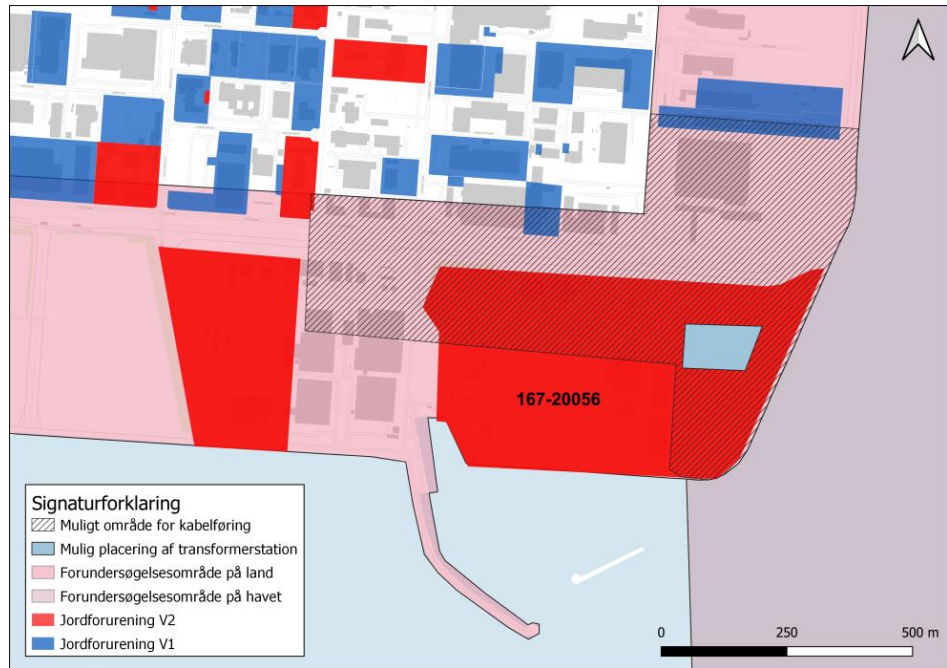 167-20056
Signaturforklaring
Muligt område for kabelføring
Mulig placering af transformerstation
Forundersøgelsesområde på land
Forundersøgelsesområde på havet
Jordforurening V2
Jordforurening V1
0 250 500 m